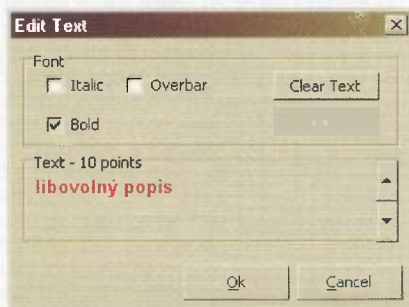 Edit Text
Font
Italic
Overbar
Clear Text
Bold
Text - 10 points
libovolný popis
Ok
Cancel